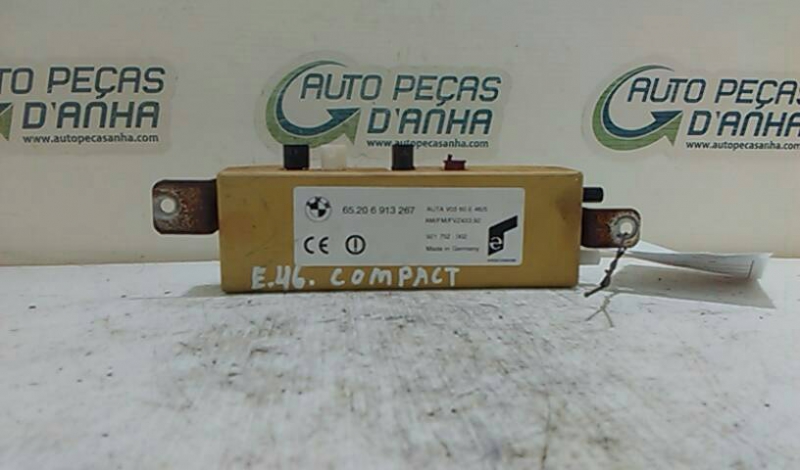 AUTO PEÇAS
D'ANHA
www.autopecasanha.com
AUTO PEÇAS
D'ANHA
www.autopecasanha.com
AUTO PEÇAS
D'ANHA
www.autopecasanha.com
65.20 6 913 267
CE
Made in Germany
E.46. COMPACT